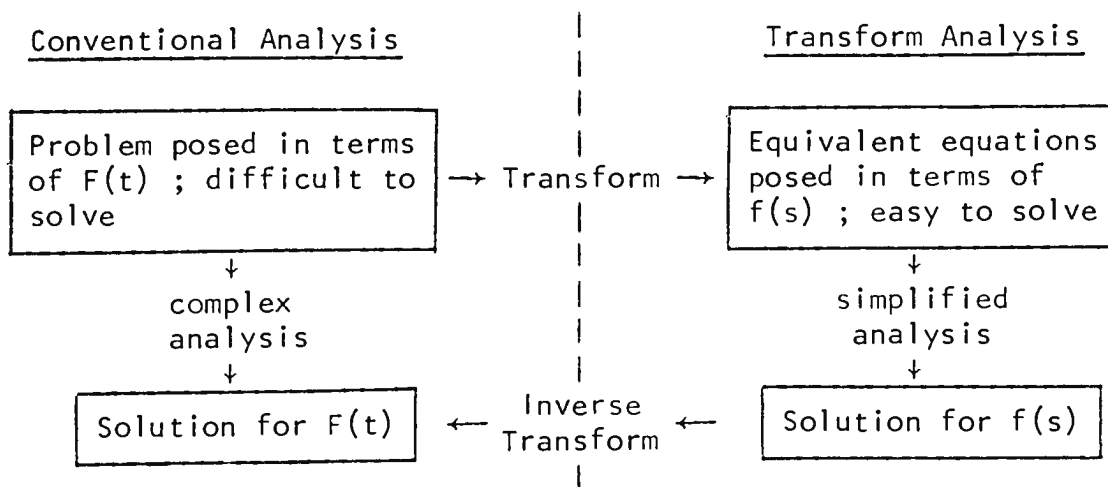 Conventional Analysis
Transform Analysis
Problem posed in terms
of F(t) ; difficult to
solve
→ Transform →
Equivalent equations
posed in terms of
f(s) ; easy to solve
↓
complex
analysis
↓
↓
simplified
analysis
↓
Solution for F(t)
← Inverse
Transform ←
Solution for f(s)